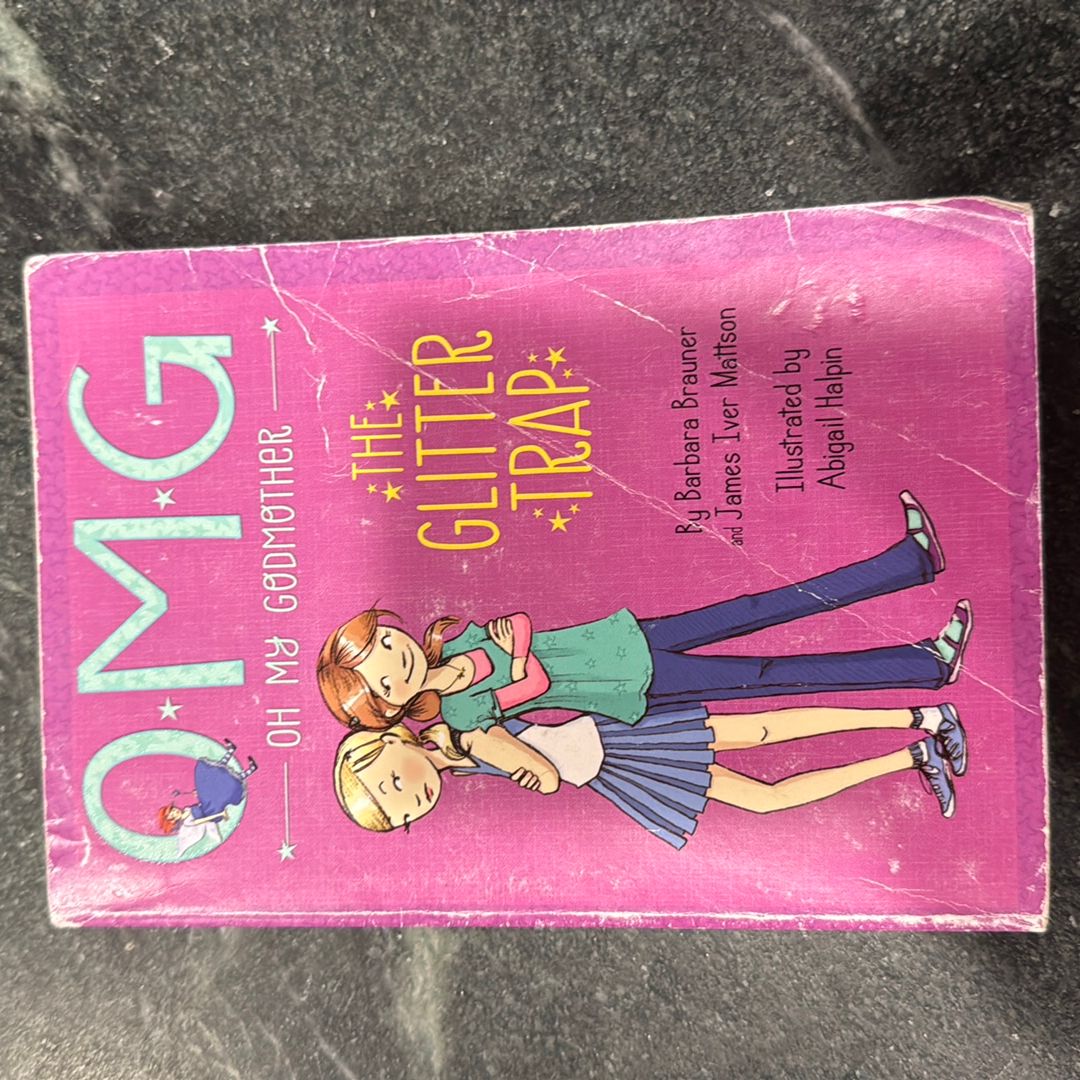 OMG
OH MY GODMOTHER
THE
GLITTER
TRAP
By Barbara Brauner
and James Iver Mattson
Illustrated by
Abigail Halpin